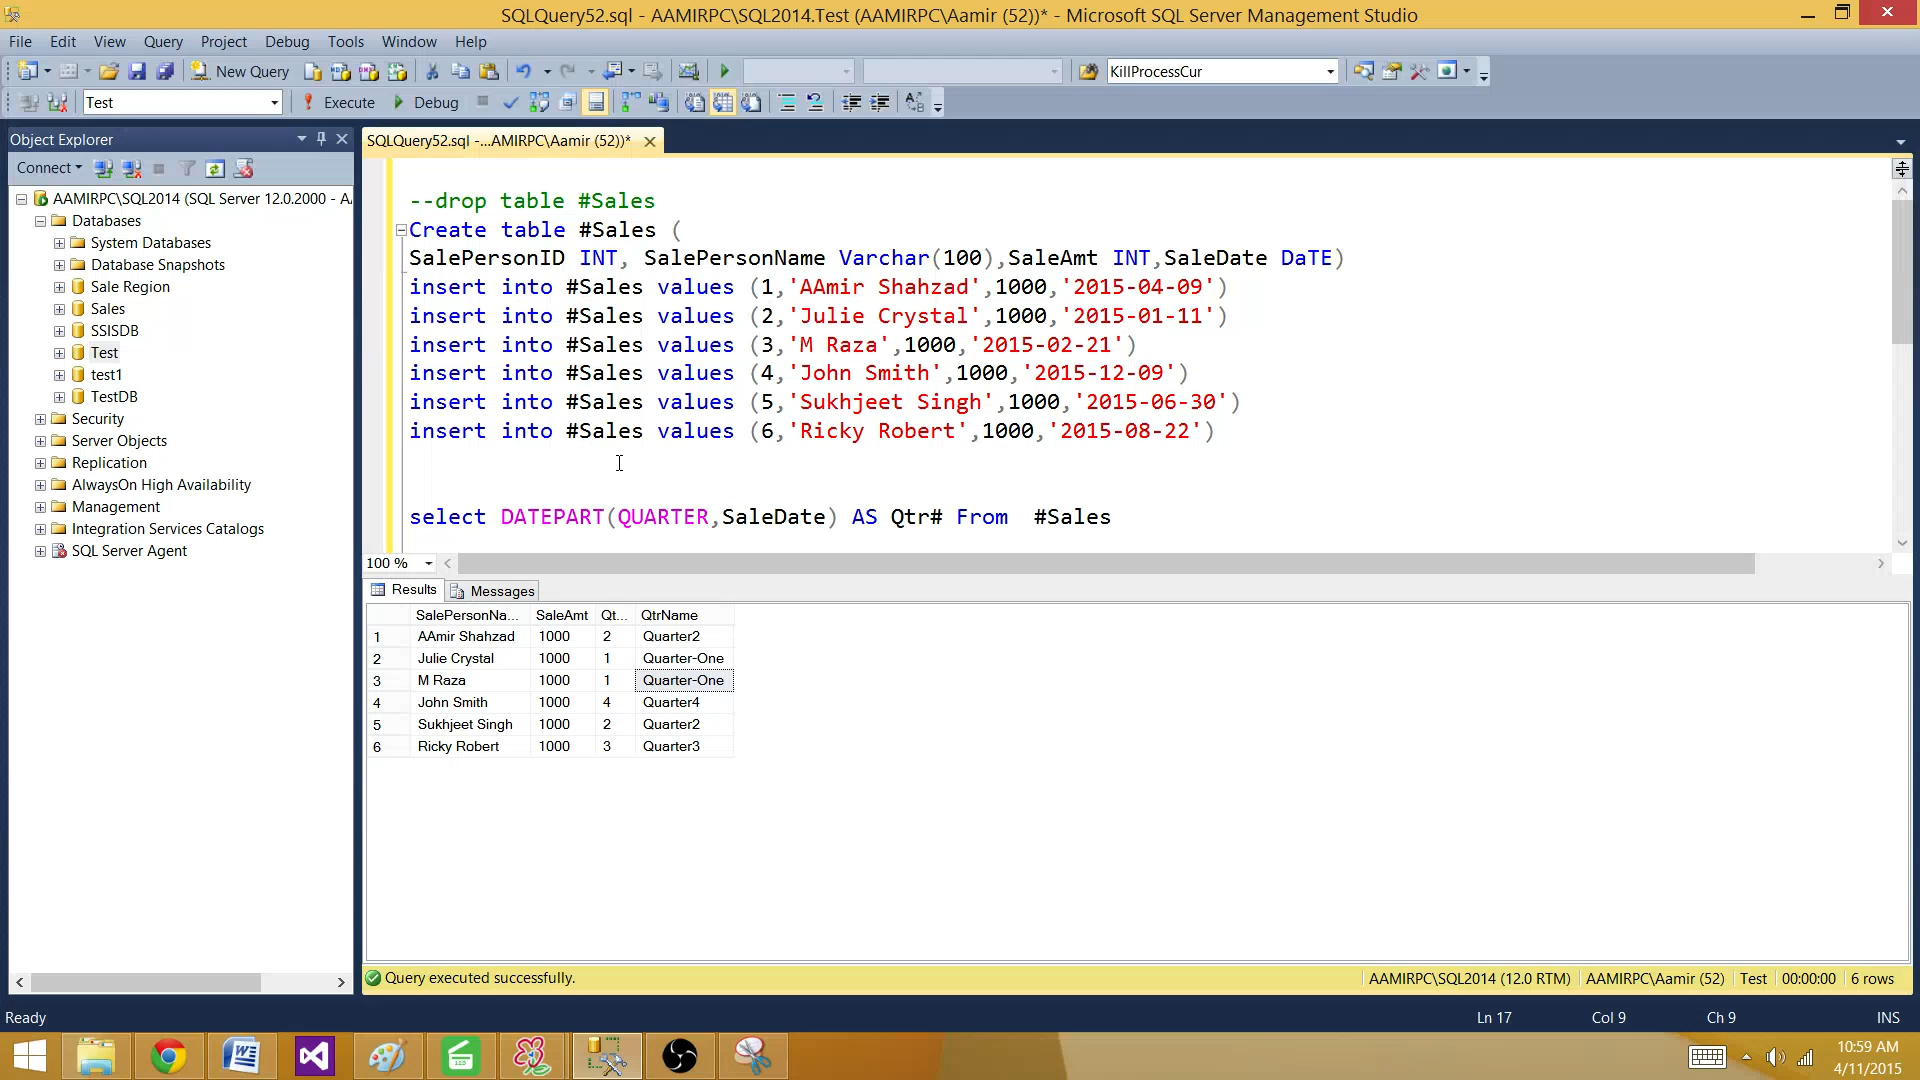 SQLQuery52.sql - AAMIRPC\SQL2014.Test (AAMIRPC\Aamir (52))* - Microsoft SQL Server Management Studio
File Edit View Query Project Debug Tools Window Help
New Query KillProcessCur
Test Execute Debug
Object Explorer
Connect
AAMIRPC\SQL2014 (SQL Server 12.0.2000 - A
Databases
System Databases
Database Snapshots
Sale Region
Sales
SSISDB
Test
test1
TestDB
Security
Server Objects
Replication
AlwaysOn High Availability
Management
Integration Services Catalogs
SQL Server Agent
SQLQuery52.sql -...AMIRPC\Aamir (52))*
--drop table #Sales
Create table #Sales (
SalePersonID INT, SalePersonName Varchar(100),SaleAmt INT,SaleDate DaTE)
insert into #Sales values (1,'AAmir Shahzad',1000,'2015-04-09')
insert into #Sales values (2,'Julie Crystal',1000,'2015-01-11')
insert into #Sales values (3,'M Raza',1000,'2015-02-21')
insert into #Sales values (4,'John Smith',1000,'2015-12-09')
insert into #Sales values (5,'Sukhjeet Singh',1000,'2015-06-30')
insert into #Sales values (6,'Ricky Robert',1000,'2015-08-22')
select DATEPART(QUARTER,SaleDate) AS Qtr# From #Sales
100 %
Results Messages
SalePersonNa... SaleAmt Qt... QtrName
1 AAmir Shahzad 1000 2 Quarter2
2 Julie Crystal 1000 1 Quarter-One
3 M Raza 1000 1 Quarter-One
4 John Smith 1000 4 Quarter4
5 Sukhjeet Singh 1000 2 Quarter2
6 Ricky Robert 1000 3 Quarter3
Query executed successfully. AAMIRPC\SQL2014 (12.0 RTM) AAMIRPC\Aamir (52) Test 00:00:00 6 rows
Ready Ln 17 Col 9 Ch 9 INS
10:59 AM
4/11/2015